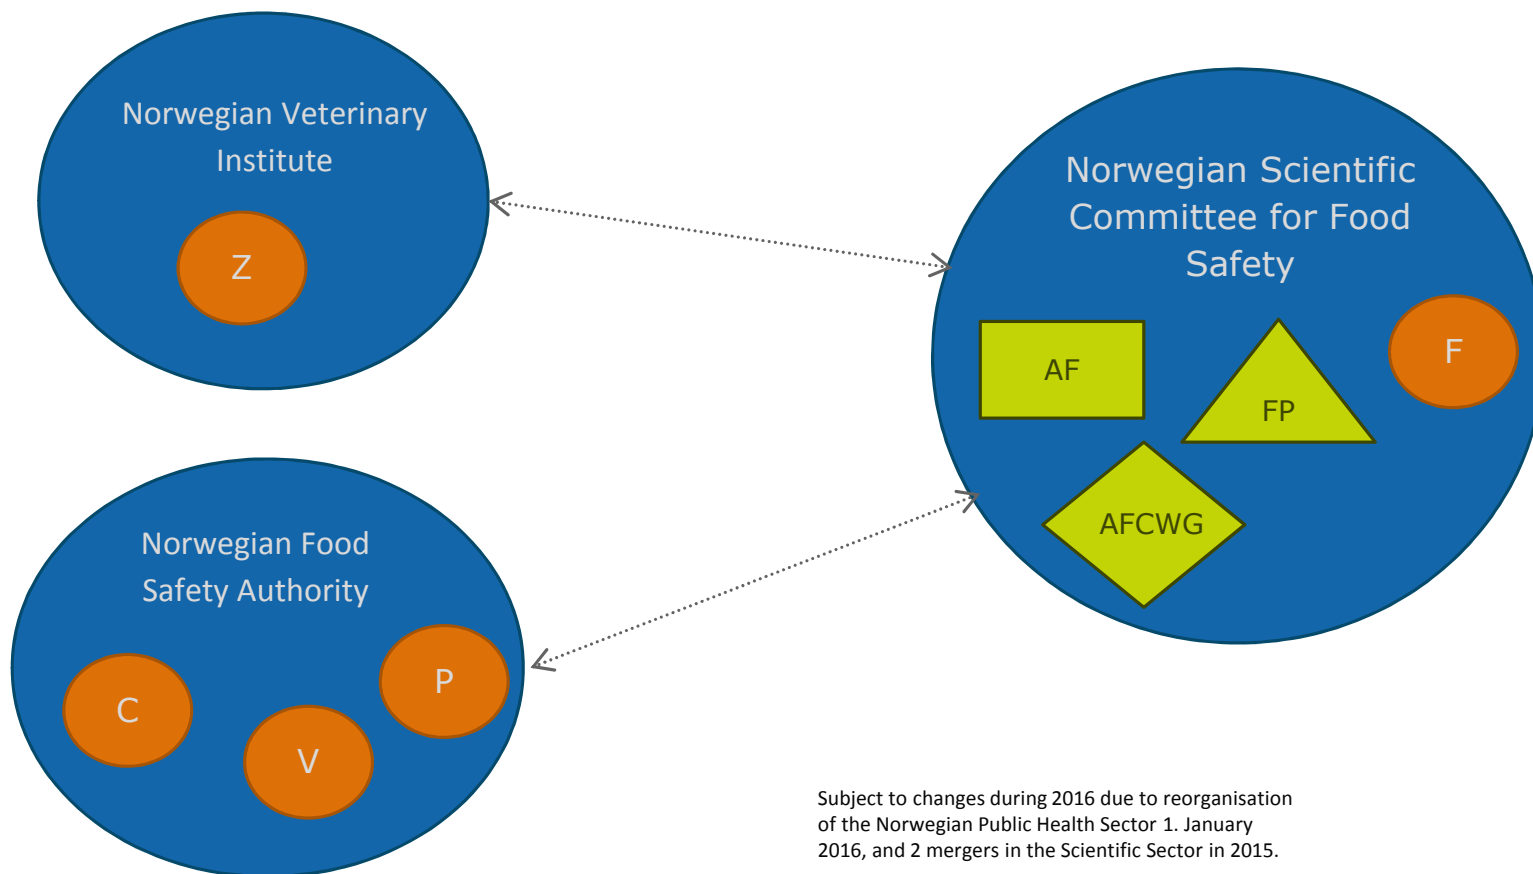 Norwegian Veterinary
Institute
Z
Norwegian Scientific
Committee for Food
Safety
AF
FP
F
AFCWG
Norwegian Food
Safety Authority
C
V
P
Subject to changes during 2016 due to reorganisation
of the Norwegian Public Health Sector 1. January
2016, and 2 mergers in the Scientific Sector in 2015.